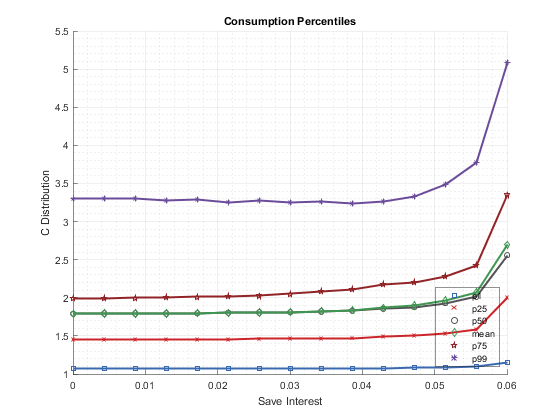 Consumption Percentiles
5.5
5
4.5
4
3.5
3
2.5
2
1.5
1
C Distribution
p25
p50
mean
p75
p99
0 0.01 0.02 0.03 0.04 0.05 0.06
Save Interest